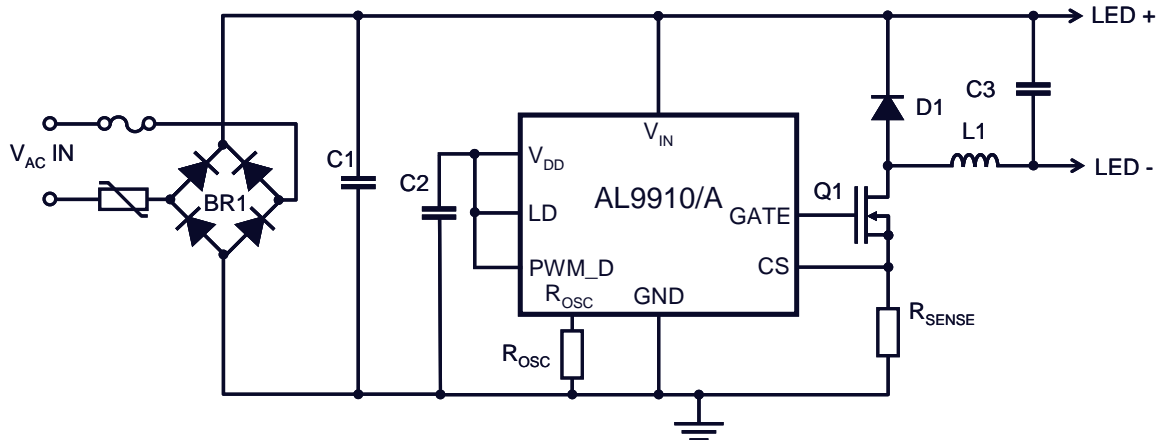 LED +
C3
D1
V_IN
L1
V_AC IN
C1
C2
V_DD
LED -
BR1
AL9910/A
Q1
LD
GATE
PWM_D
CS
R_OSC
GND
R_SENSE
R_OSC